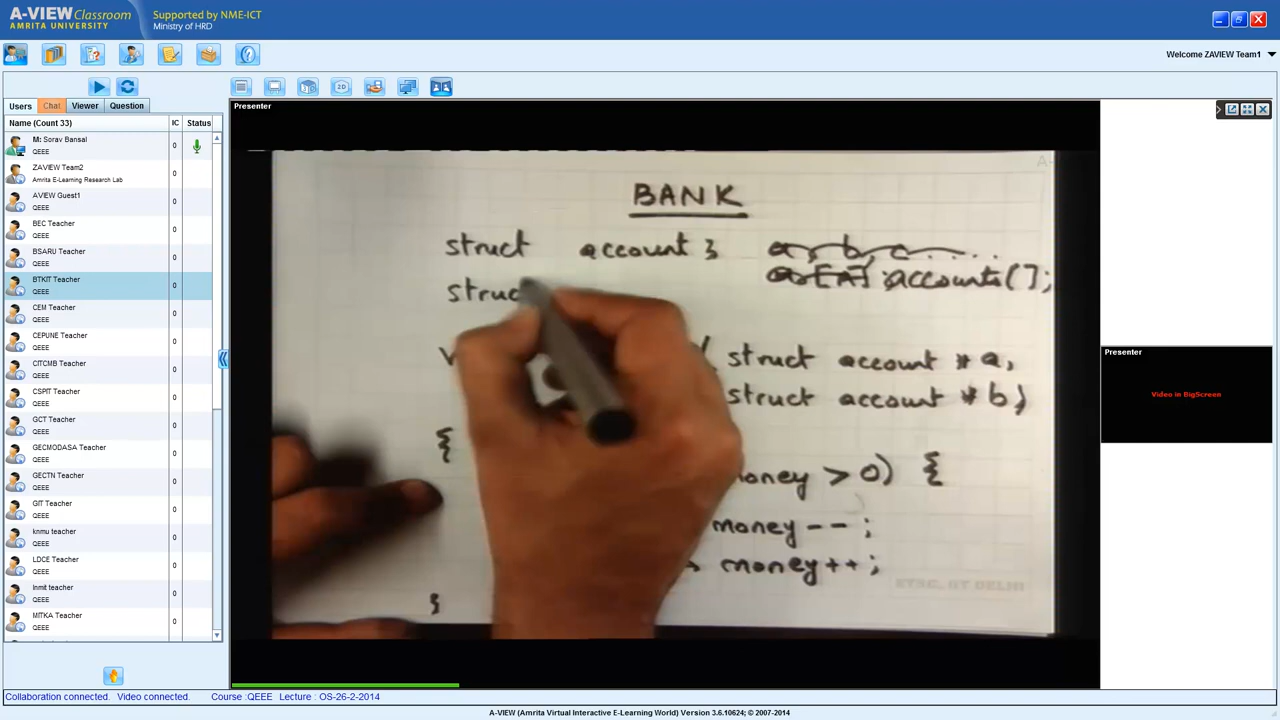 A-VIEW Classroom
AMRITA UNIVERSITY
Supported by NME-ICT
Ministry of HRD
Welcome ZAVIEW Team1
Users Chat Viewer Question
Name (Count 33) IC Status
M: Sorav Bansal
QEEE
0
ZAVIEW Team2
Amrita E-Learning Research Lab
0
AVIEW Guest1
QEEE
0
BEC Teacher
QEEE
0
BSARU Teacher
QEEE
0
BTKIT Teacher
QEEE
0
CEM Teacher
QEEE
0
CEPUNE Teacher
QEEE
0
CITCMB Teacher
QEEE
0
CSPIT Teacher
QEEE
0
GCT Teacher
QEEE
0
GECMODASA Teacher
QEEE
0
GECTN Teacher
QEEE
0
GIT Teacher
QEEE
0
knmu teacher
QEEE
0
LDCE Teacher
QEEE
0
lnmit teacher
QEEE
0
MITKA Teacher
QEEE
0
Presenter
BANK
struct account } a, b, c ....
a[A] accounts[];
struc
( struct account * a,
struct account * b)
{
money > 0) {
money -- ;
money ++ ;
}
ETSC, IIT DELHI
Presenter
Video in BigScreen
Collaboration connected. Video connected. Course :QEEE Lecture : OS-26-2-2014
A-VIEW (Amrita Virtual Interactive E-Learning World) Version 3.6.10624; © 2007-2014